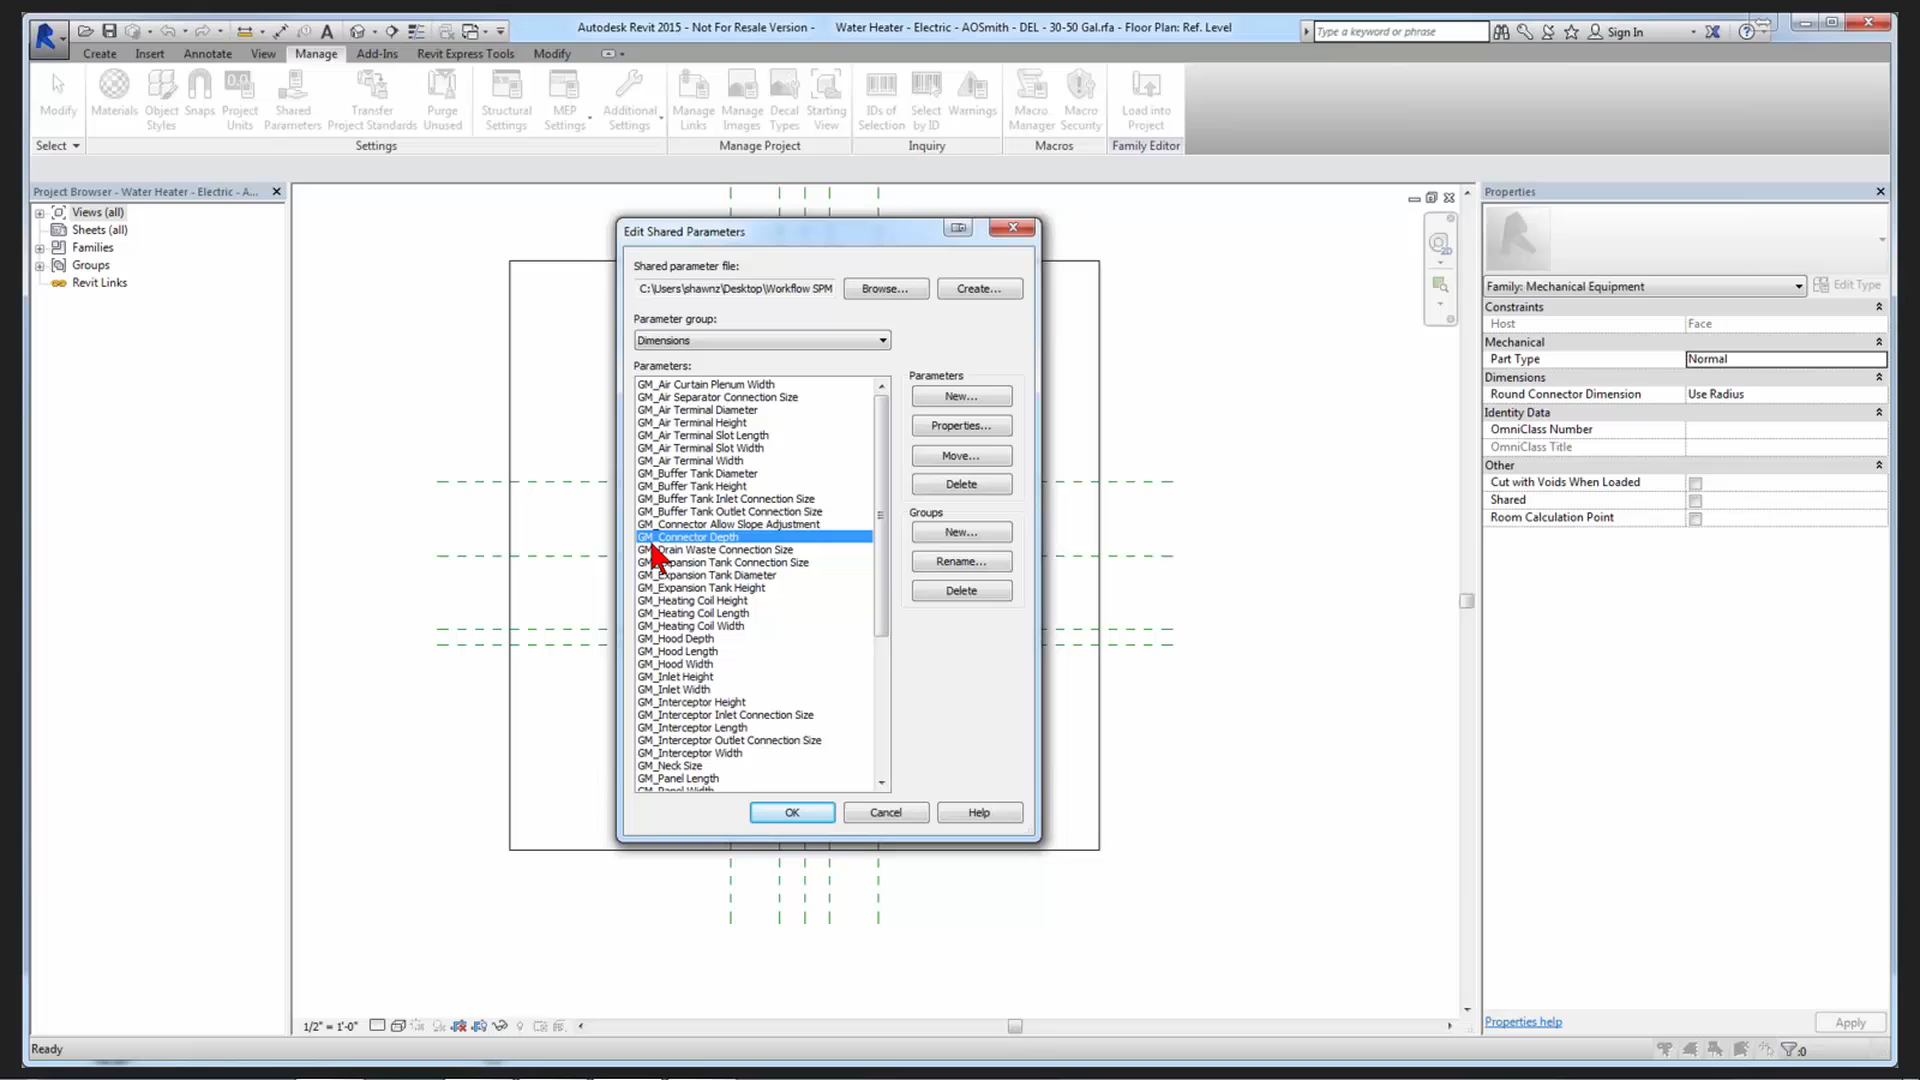 Autodesk Revit 2015 - Not For Resale Version - Water Heater - Electric - AOSmith - DEL - 30-50 Gal.rfa - Floor Plan: Ref. Level
Type a keyword or phrase
Sign In
Create Insert Annotate View Manage Add-Ins Revit Express Tools Modify
Modify
Materials
Object Styles
Snaps
Project Units
Shared Parameters
Transfer Project Standards
Purge Unused
Structural Settings
MEP Settings
Additional Settings
Manage Links
Manage Images
Decal Types
Starting View
IDs of Selection
Select by ID
Warnings
Macro Manager
Macro Security
Load into Project
Select Settings Manage Project Inquiry Macros Family Editor
Project Browser - Water Heater - Electric - A...
Views (all)
Sheets (all)
Families
Groups
Revit Links
Edit Shared Parameters
Shared parameter file:
C:\Users\shawnz\Desktop\Workflow SPM
Browse... Create...
Parameter group:
Dimensions
Parameters:
GM_Air Curtain Plenum Width
GM_Air Separator Connection Size
GM_Air Terminal Diameter
GM_Air Terminal Height
GM_Air Terminal Slot Length
GM_Air Terminal Slot Width
GM_Air Terminal Width
GM_Buffer Tank Diameter
GM_Buffer Tank Height
GM_Buffer Tank Inlet Connection Size
GM_Buffer Tank Outlet Connection Size
GM_Connector Allow Slope Adjustment
GM_Connector Depth
GM_Drain Waste Connection Size
GM_Expansion Tank Connection Size
GM_Expansion Tank Diameter
GM_Expansion Tank Height
GM_Heating Coil Height
GM_Heating Coil Length
GM_Heating Coil Width
GM_Hood Depth
GM_Hood Length
GM_Hood Width
GM_Inlet Height
GM_Inlet Width
GM_Interceptor Height
GM_Interceptor Inlet Connection Size
GM_Interceptor Length
GM_Interceptor Outlet Connection Size
GM_Interceptor Width
GM_Neck Size
GM_Panel Length
GM_Panel Width
Parameters
New...
Properties...
Move...
Delete
Groups
New...
Rename...
Delete
OK Cancel Help
Properties
Family: Mechanical Equipment
Edit Type
Constraints
Host Face
Mechanical
Part Type Normal
Dimensions
Round Connector Dimension Use Radius
Identity Data
OmniClass Number
OmniClass Title
Other
Cut with Voids When Loaded
Shared
Room Calculation Point
Properties help
Apply
1/2" = 1'-0"
Ready
:0